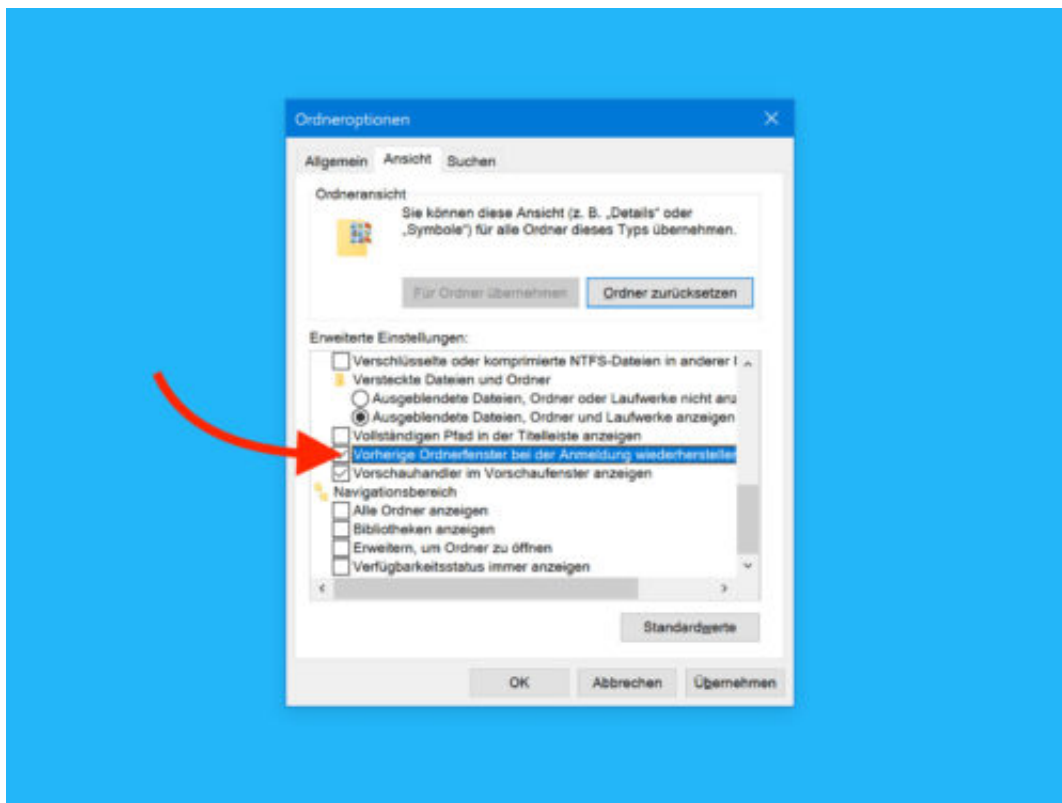 Ordneroptionen
Allgemein Ansicht Suchen
Ordneransicht
Sie können diese Ansicht (z. B. „Details“ oder
„Symbole“) für alle Ordner dieses Typs übernehmen.
Für Ordner übernehmen Ordner zurücksetzen
Erweiterte Einstellungen:
Verschlüsselte oder komprimierte NTFS-Dateien in anderer
Versteckte Dateien und Ordner
Ausgeblendete Dateien, Ordner oder Laufwerke nicht anz
Ausgeblendete Dateien, Ordner und Laufwerke anzeigen
Vollständigen Pfad in der Titelleiste anzeigen
Vorherige Ordnerfenster bei der Anmeldung wiederherstellen
Vorschauhandler im Vorschaufenster anzeigen
Navigationsbereich
Alle Ordner anzeigen
Bibliotheken anzeigen
Erweitern, um Ordner zu öffnen
Verfügbarkeitsstatus immer anzeigen
Standardwerte
OK Abbrechen Übernehmen